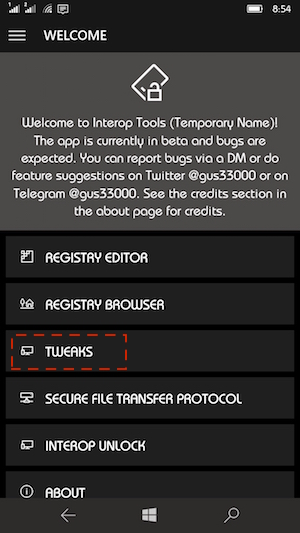 8:54
WELCOME
Welcome to Interop Tools (Temporary Name)!
The app is currently in beta and bugs are
expected. You can report bugs via a DM or do
feature suggestions on Twitter @gus33000 or on
Telegram @gus33000. See the credits section in
the about page for credits.
REGISTRY EDITOR
REGISTRY BROWSER
TWEAKS
SECURE FILE TRANSFER PROTOCOL
INTEROP UNLOCK
ABOUT